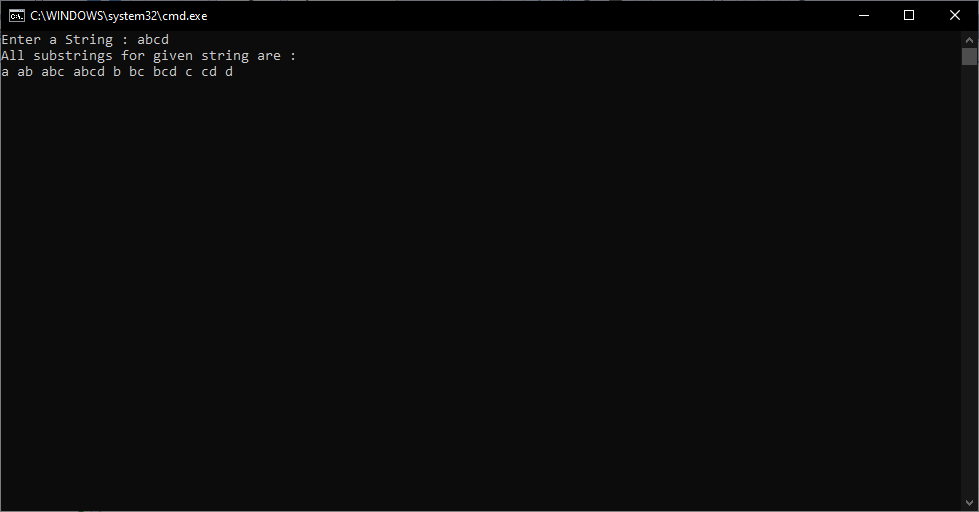 C:\WINDOWS\system32\cmd.exe
Enter a String : abcd
All substrings for given string are :
a ab abc abcd b bc bcd c cd d